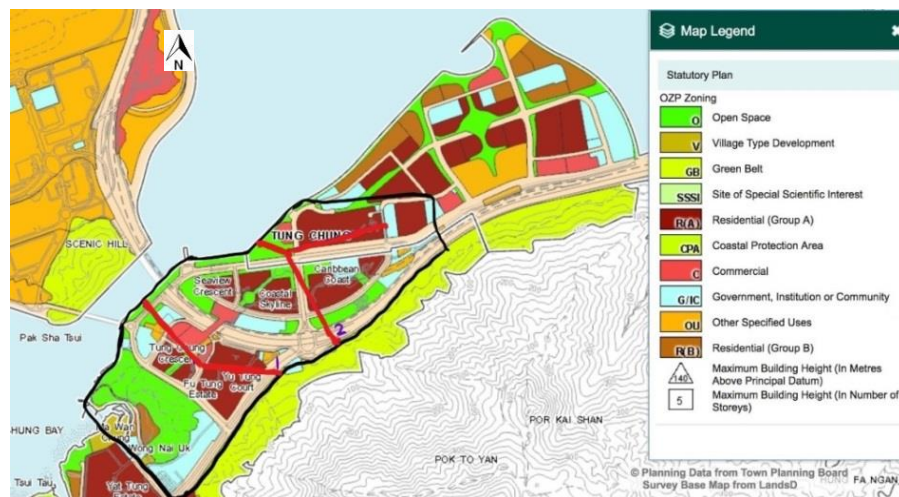 N
SCENIC HILL
TUNG CHUNG
Seaview
Crescent
Coastal
Skyline
Caribbean
Coast
Pak Sha Tsui
Tung Chung
Crescent
Fu Tung
Estate
Yu Tung
Court
1
2
HUNG BAY
Ma Wan
Chung
Wong Nai Uk
Tsui Tau
Yat Tung
Estate
POR KAI SHAN
POK TO YAN
Map Legend
Statutory Plan
OZP Zoning
O Open Space
V Village Type Development
GB Green Belt
SSSI Site of Special Scientific Interest
R(A) Residential (Group A)
CPA Coastal Protection Area
C Commercial
G/IC Government, Institution or Community
OU Other Specified Uses
R(B) Residential (Group B)
140 Maximum Building Height (In Metres
Above Principal Datum)
5 Maximum Building Height (In Number of
Storeys)
© Planning Data from Town Planning Board
Survey Base Map from LandsD
FA NGAN